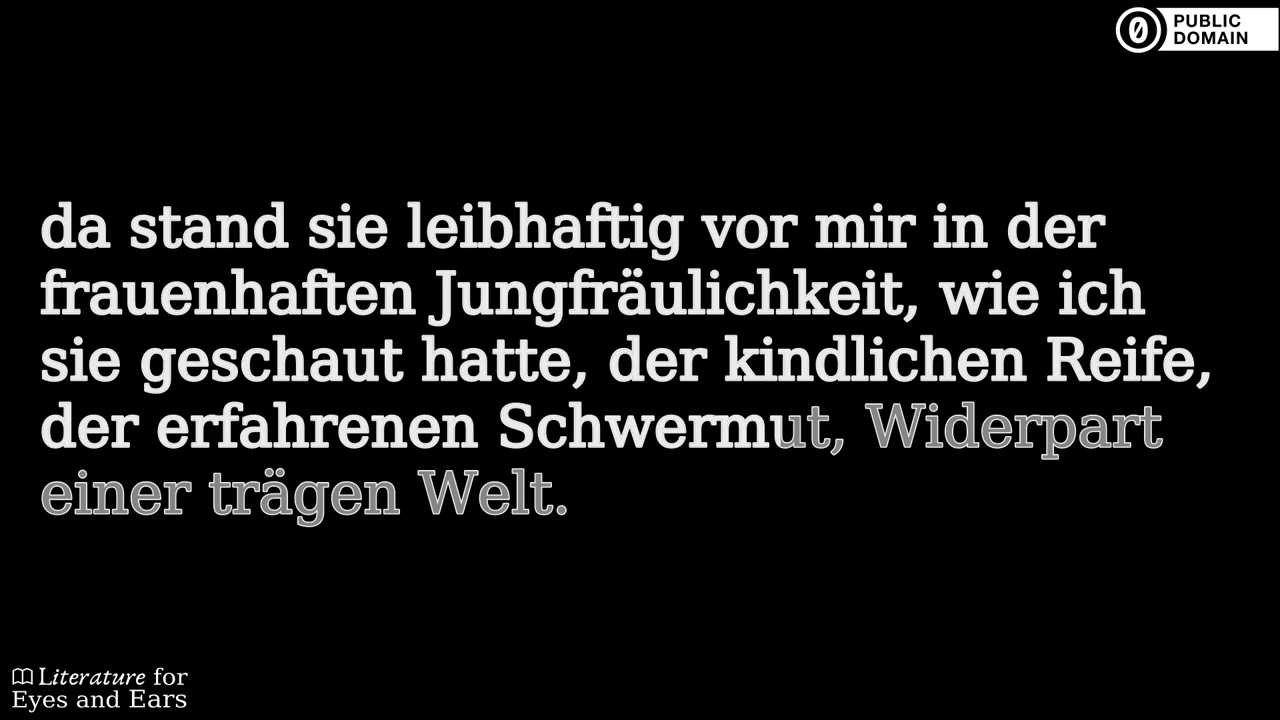 PUBLIC
DOMAIN
da stand sie leibhaftig vor mir in der
frauenhaften Jungfräulichkeit, wie ich
sie geschaut hatte, der kindlichen Reife,
der erfahrenen Schwermut, Widerpart
einer trägen Welt.
Literature for
Eyes and Ears